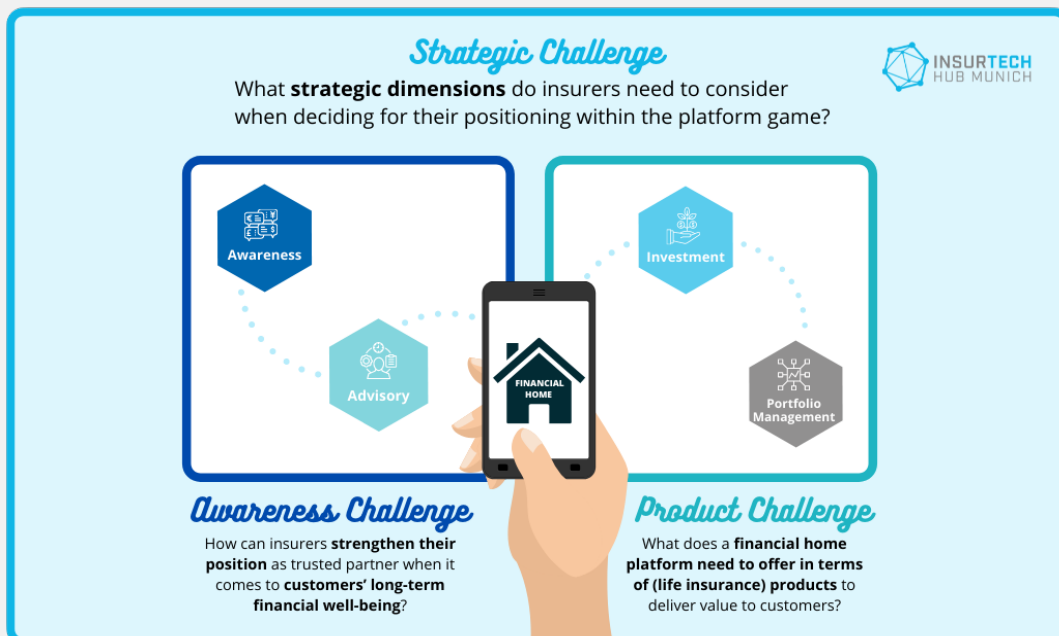 Strategic Challenge
INSURTECH
HUB MUNICH
What strategic dimensions do insurers need to consider
when deciding for their positioning within the platform game?
Awareness
Investment
Advisory
FINANCIAL
HOME
Portfolio
Management
Awareness Challenge
How can insurers strengthen their
position as trusted partner when it
comes to customers’ long-term
financial well-being?
Product Challenge
What does a financial home
platform need to offer in terms
of (life insurance) products to
deliver value to customers?